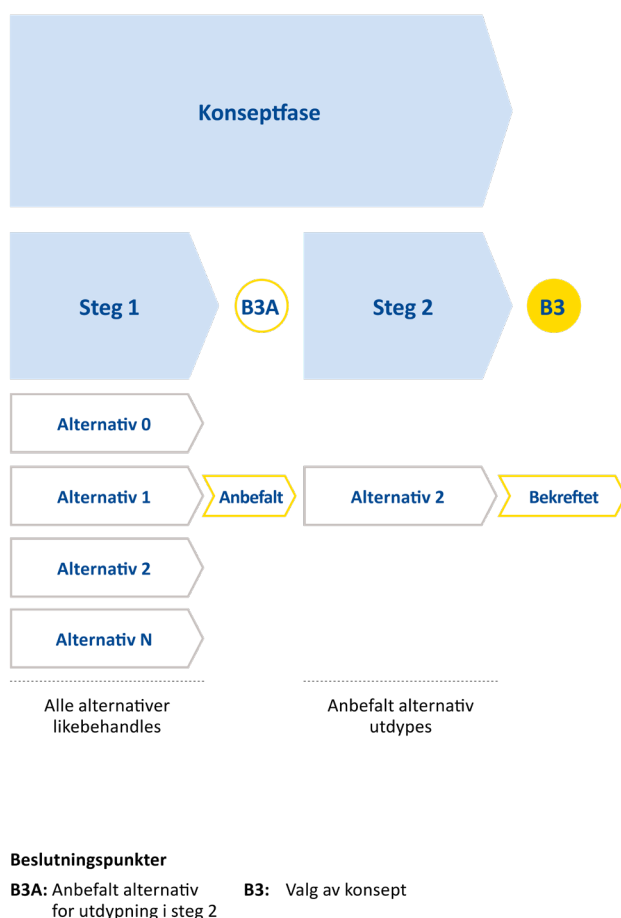 Konseptfase
Steg 1
B3A
Steg 2
B3
Alternativ 0
Alternativ 1
Anbefalt
Alternativ 2
Bekreftet
Alternativ 2
Alternativ N
Alle alternativer
likebehandles
Anbefalt alternativ
utdypes
Beslutningspunkter
B3A: Anbefalt alternativ
for utdypning i steg 2
B3: Valg av konsept